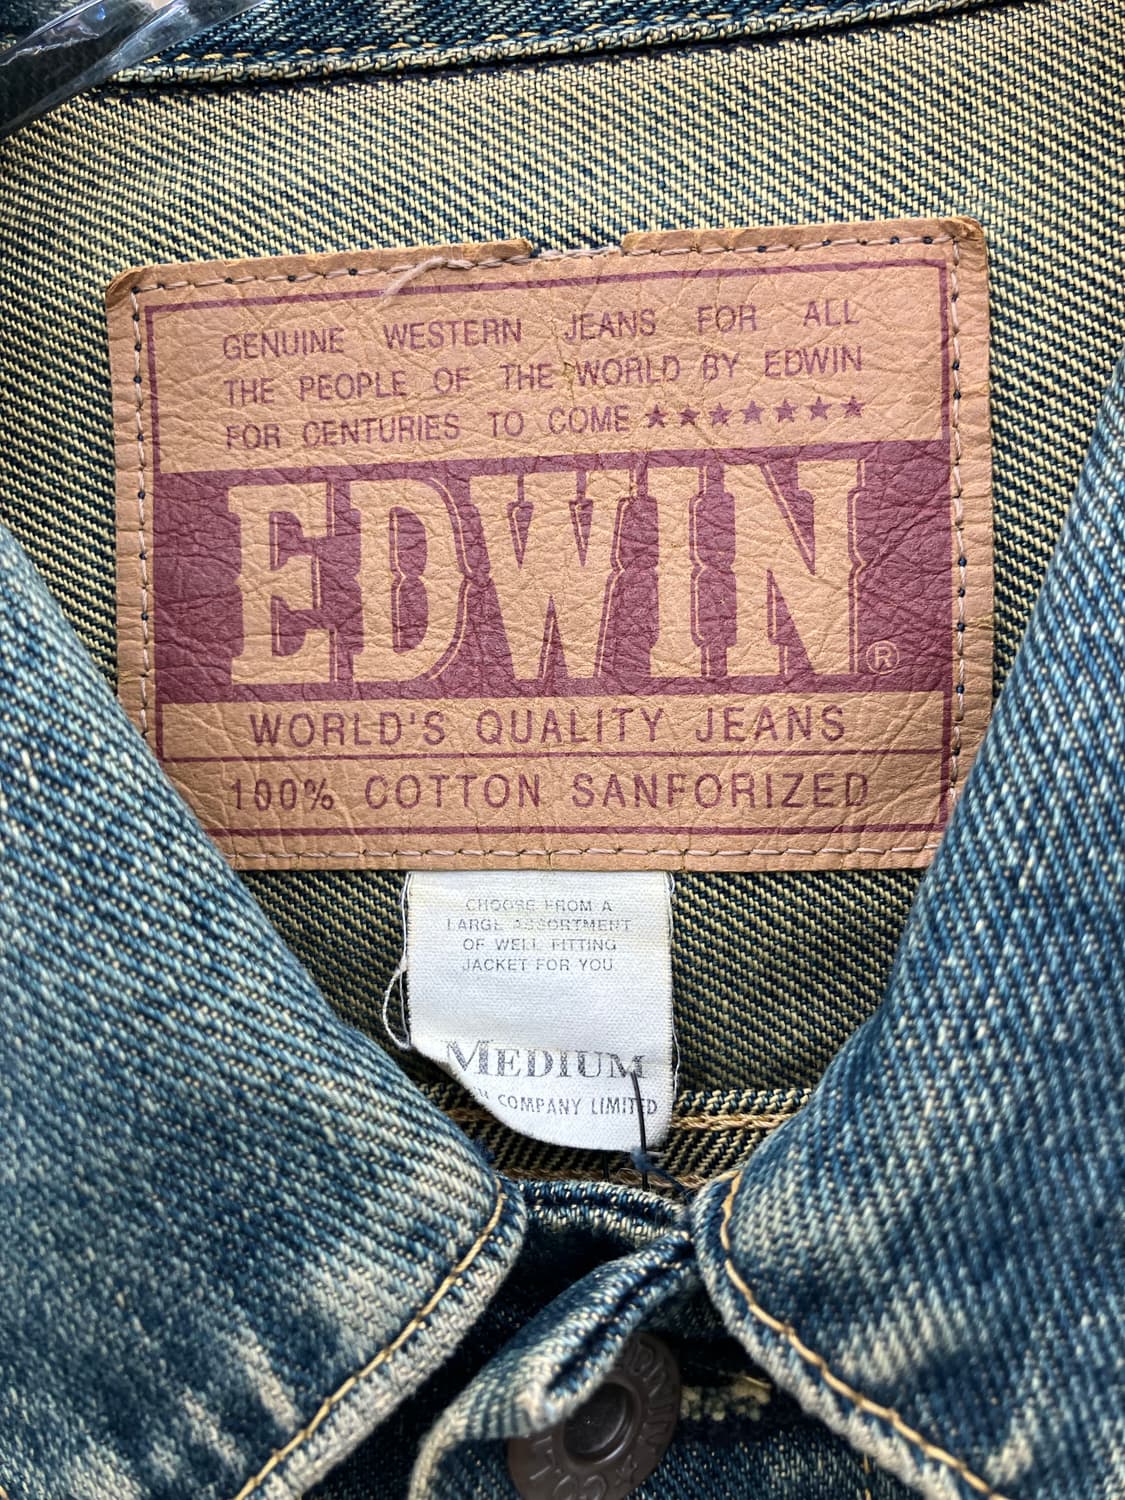 GENUINE WESTERN JEANS FOR ALL
THE PEOPLE OF THE WORLD BY EDWIN
FOR CENTURIES TO COME ★★★★★★★
EDWIN®
WORLD'S QUALITY JEANS
100% COTTON SANFORIZED
CHOOSE FROM A
LARGE ASSORTMENT
OF WELL FITTING
JACKET FOR YOU
MEDIUM
COMPANY LIMITED